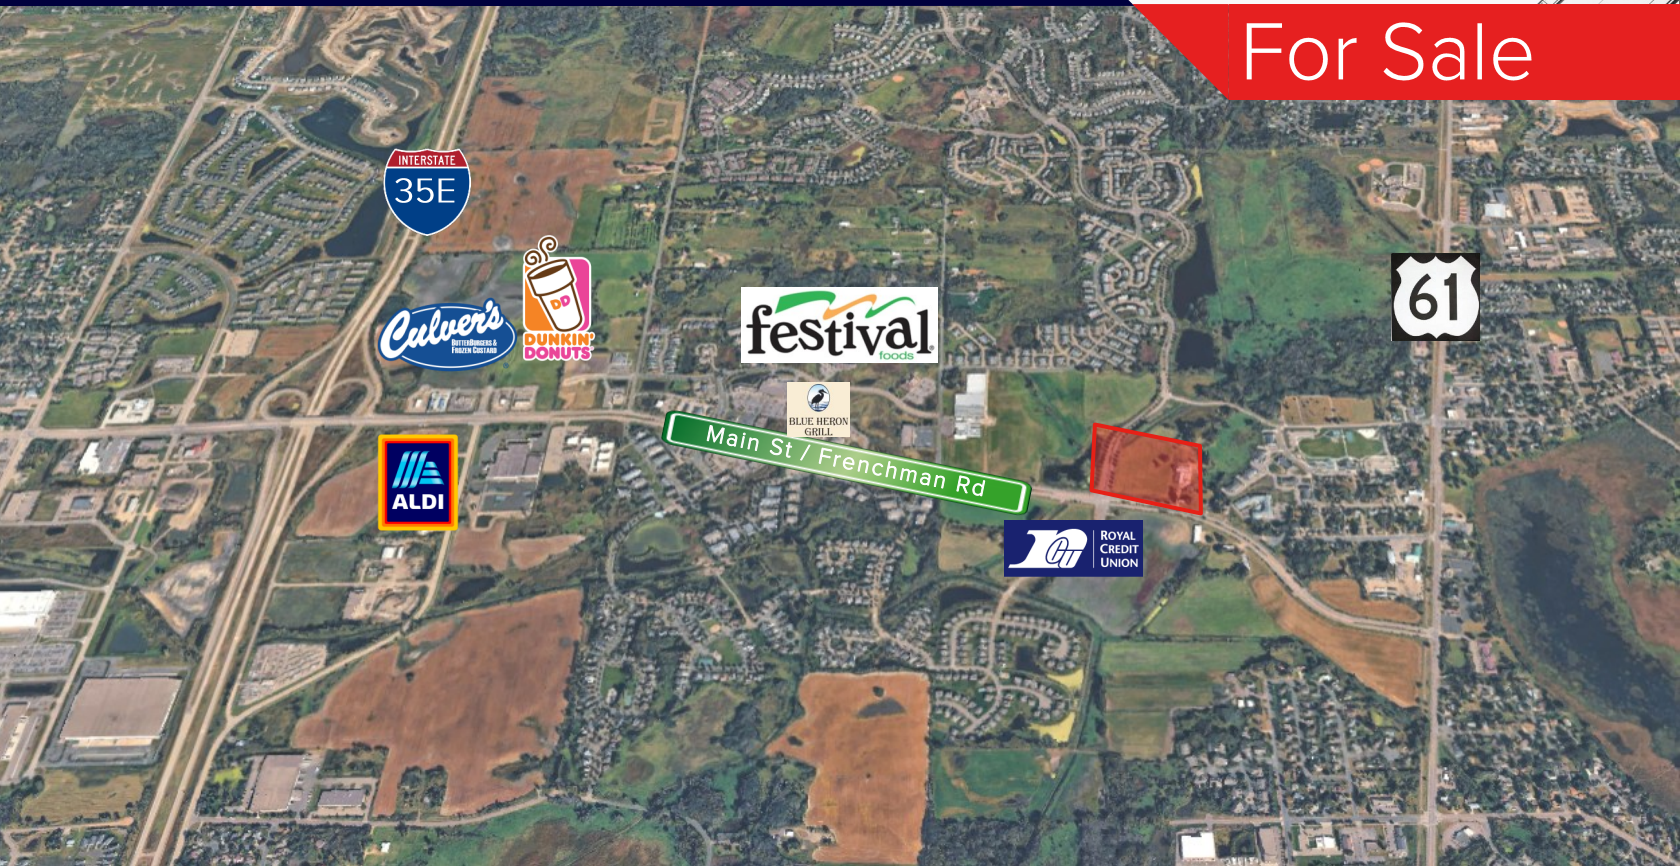 For Sale
INTERSTATE
35E
Culver's
BUTTERBURGERS &
FROZEN CUSTARD
DD
DUNKIN'
DONUTS
festival
foods
61
BLUE HERON
GRILL
Main St / Frenchman Rd
ALDI
RCU
ROYAL
CREDIT
UNION